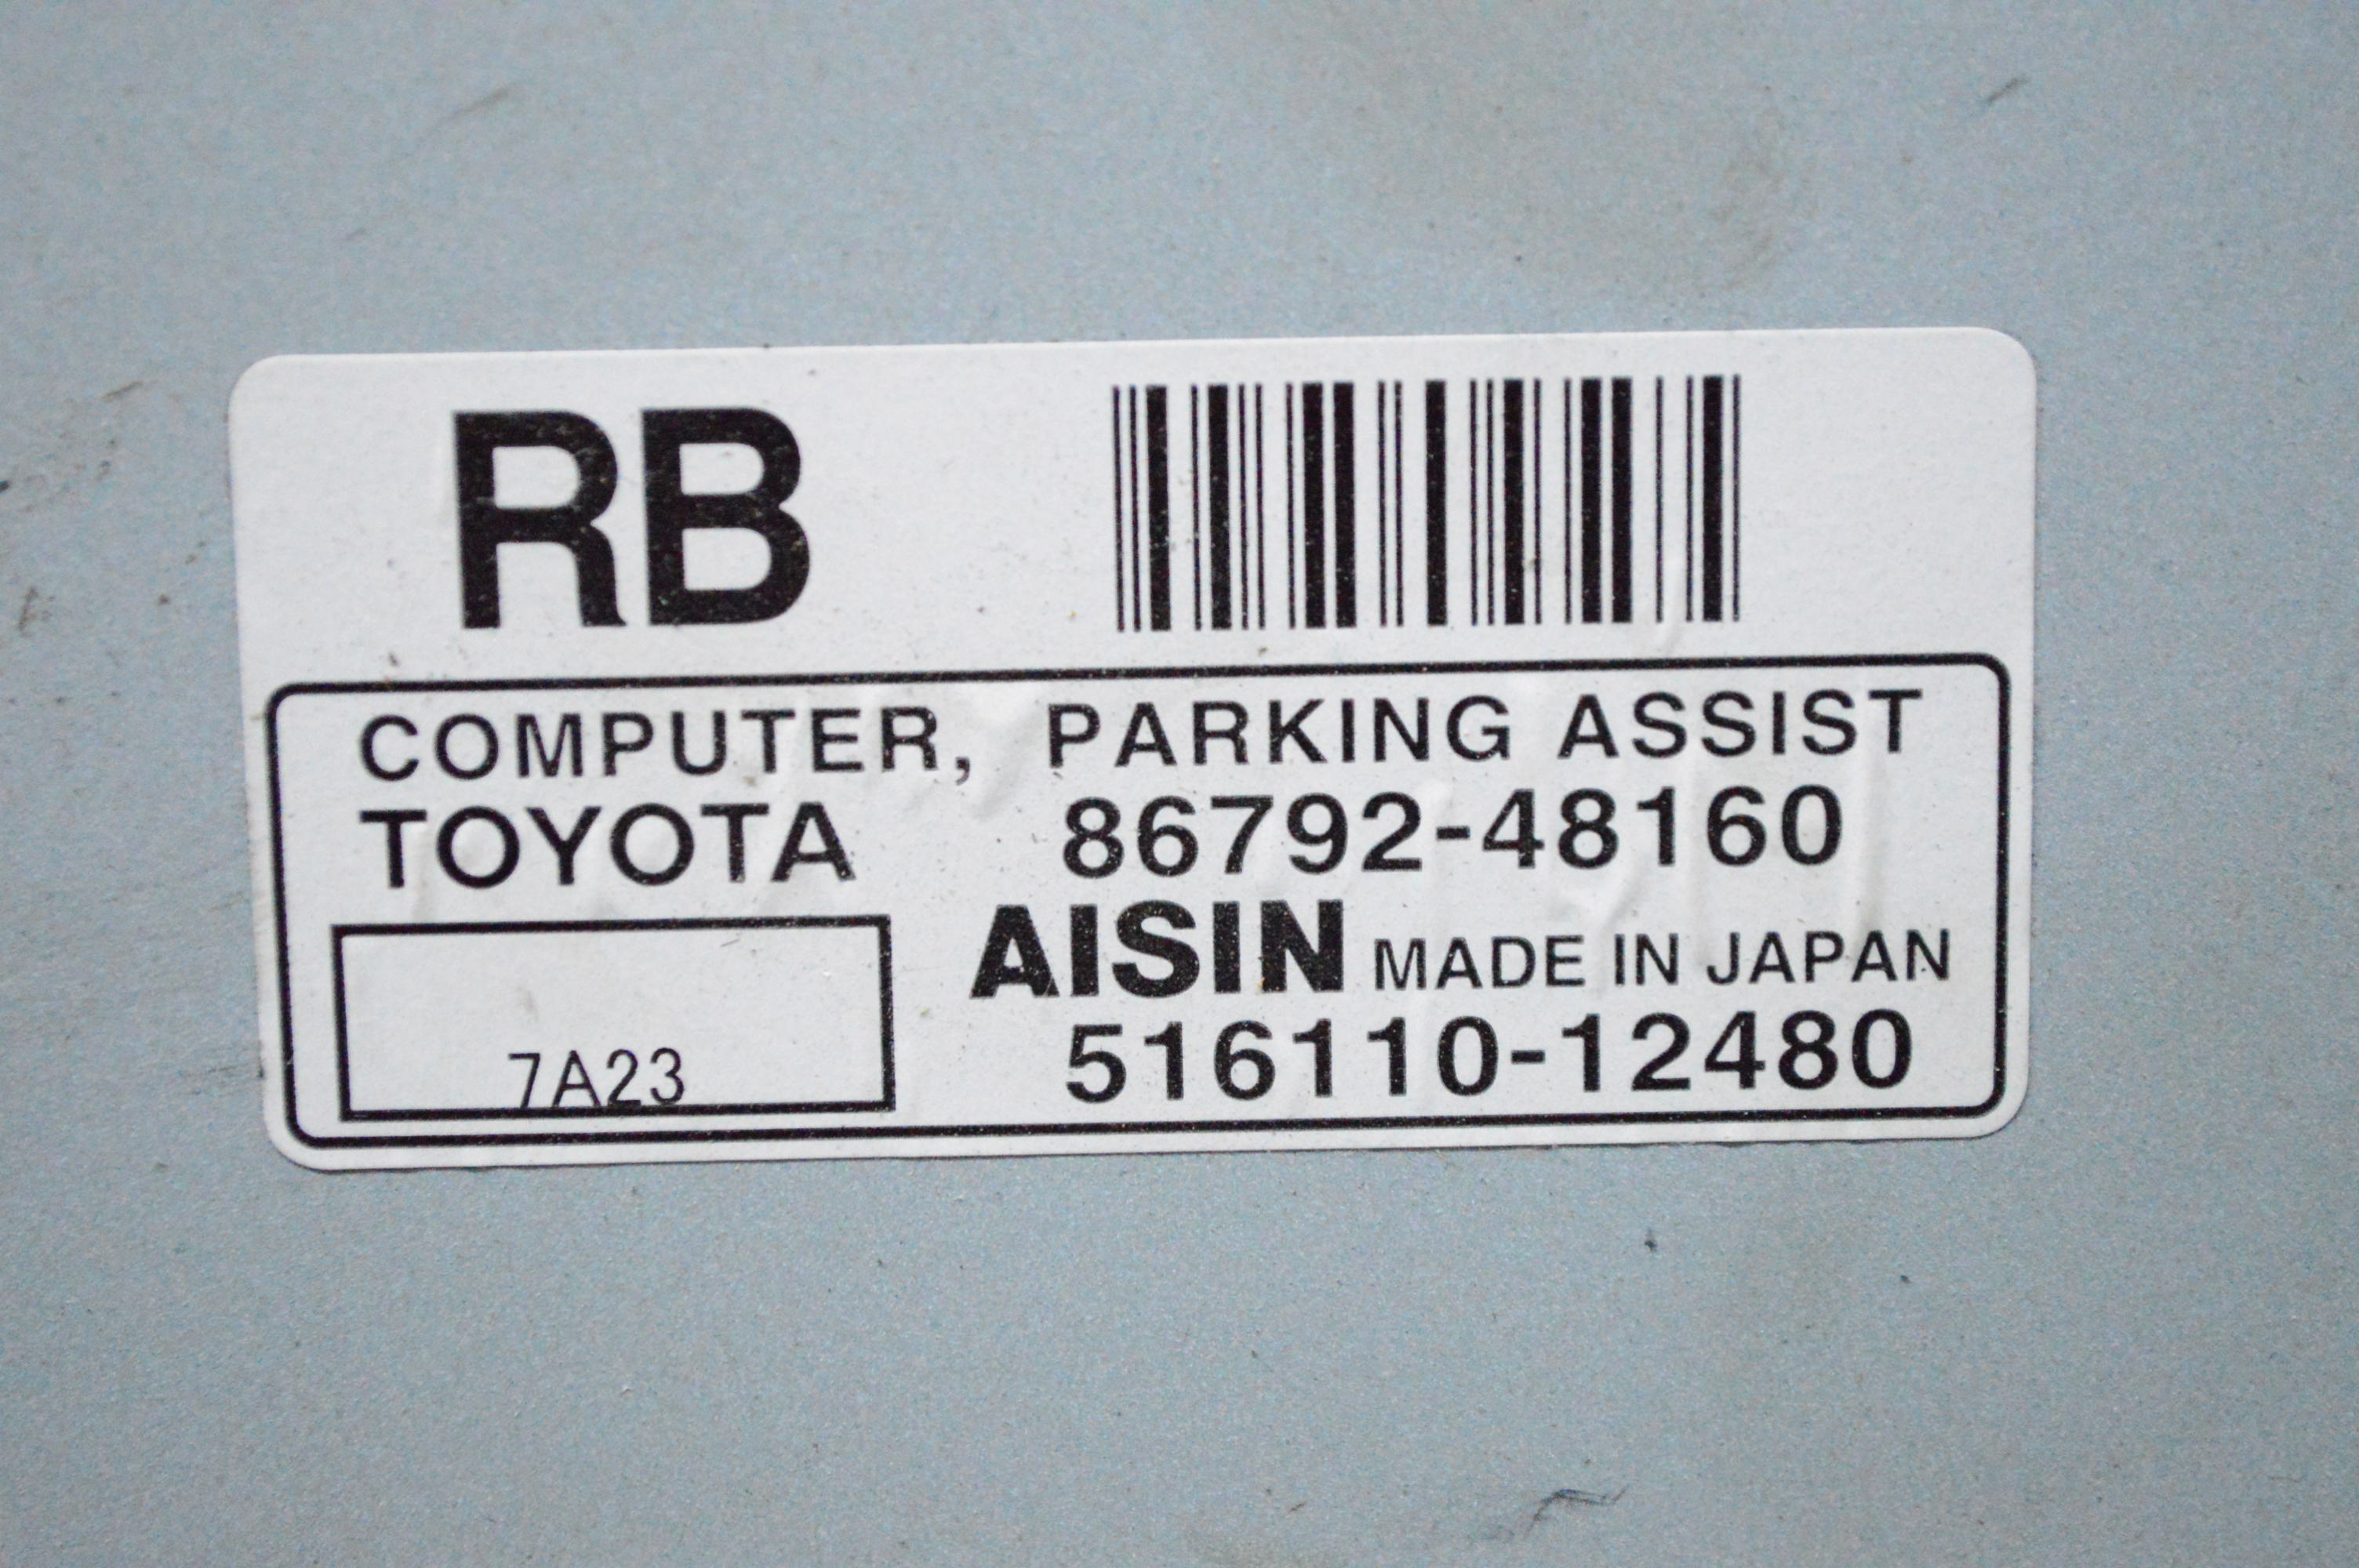 RB
COMPUTER, PARKING ASSIST
TOYOTA 86792-48160
AISIN MADE IN JAPAN
516110-12480
7A23